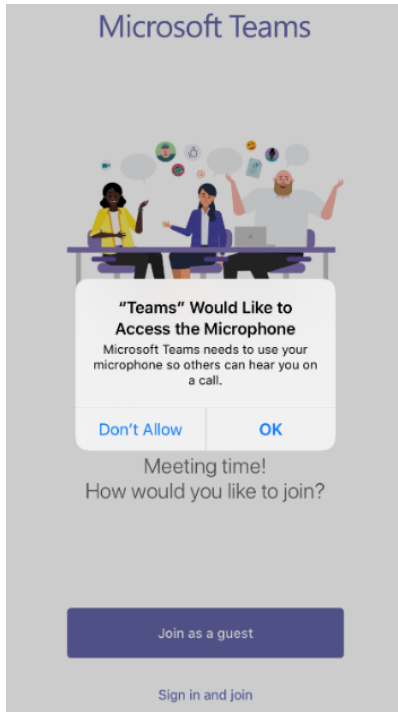 Microsoft Teams
“Teams” Would Like to
Access the Microphone
Microsoft Teams needs to use your
microphone so others can hear you on
a call.
Don’t Allow
OK
Meeting time!
How would you like to join?
Join as a guest
Sign in and join